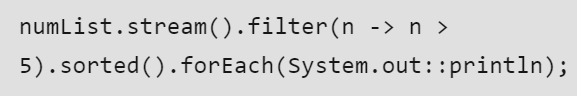 numList.stream().filter(n -> n >
5).sorted().forEach(System.out::println);